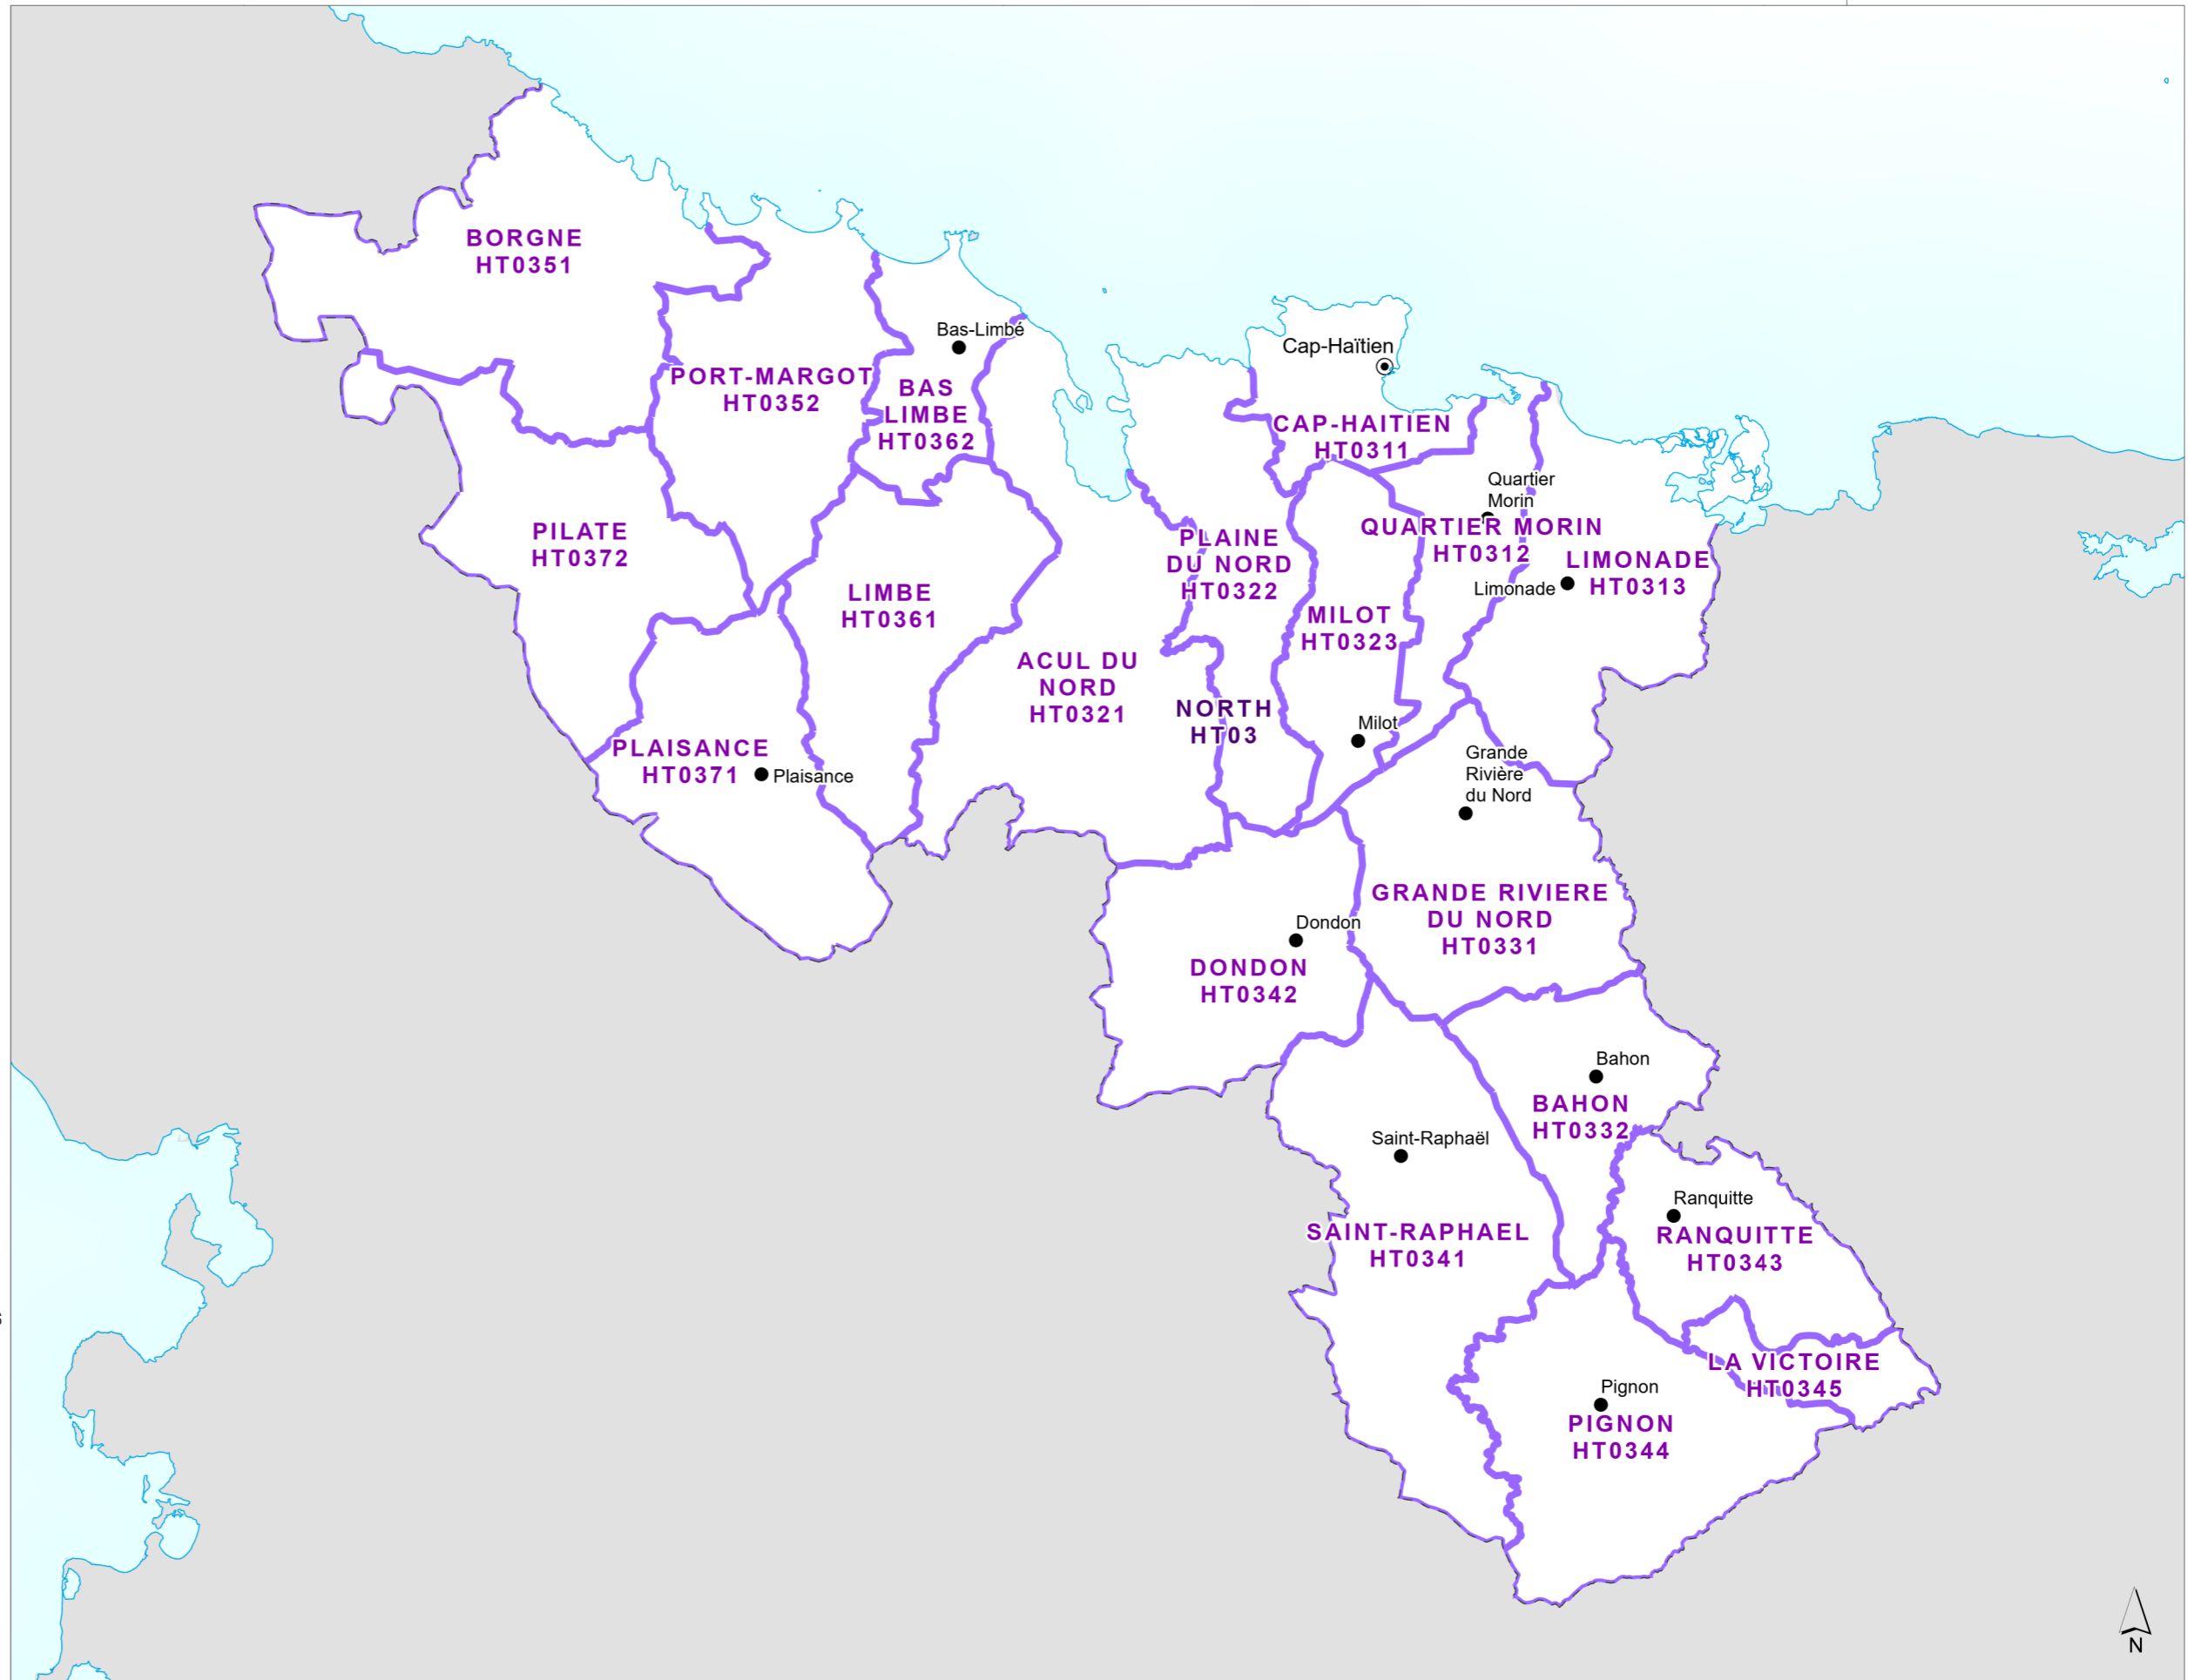 BORGNE
HT0351
Bas-Limbé
Cap-Haïtien
PORT-MARGOT
HT0352
BAS
LIMBE
HT0362
CAP-HAITIEN
HT0311
Quartier
Morin
PILATE
HT0372
PLAINE
DU NORD
HT0322
QUARTIER MORIN
HT0312
LIMONADE
HT0313
Limonade
LIMBE
HT0361
MILOT
HT0323
ACUL DU
NORD
HT0321
NORTH
HT03
Milot
PLAISANCE
HT0371
Plaisance
Grande
Rivière
du Nord
GRANDE RIVIERE
DU NORD
HT0331
Dondon
DONDON
HT0342
Bahon
BAHON
HT0332
Saint-Raphaël
Ranquitte
SAINT-RAPHAEL
HT0341
RANQUITTE
HT0343
LA VICTOIRE
HT0345
Pignon
PIGNON
HT0344
N